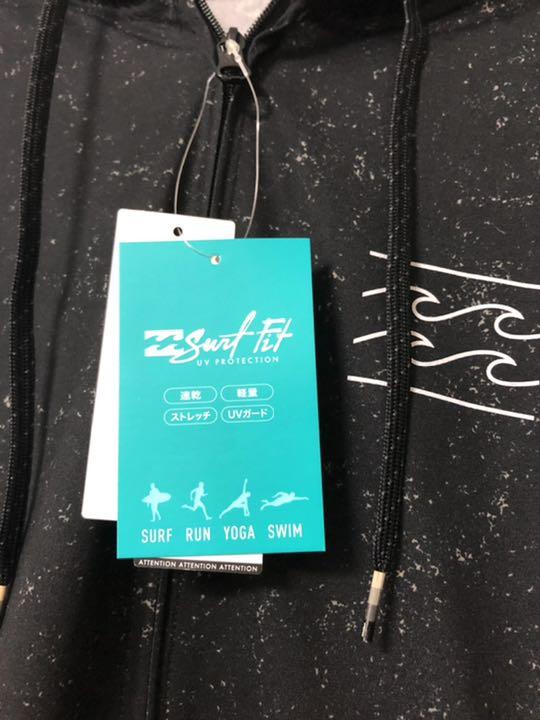 Surf Fit
UV PROTECTION
速乾 軽量
ストレッチ UVガード
SURF RUN YOGA SWIM
ATTENTION ATTENTION ATTENTION